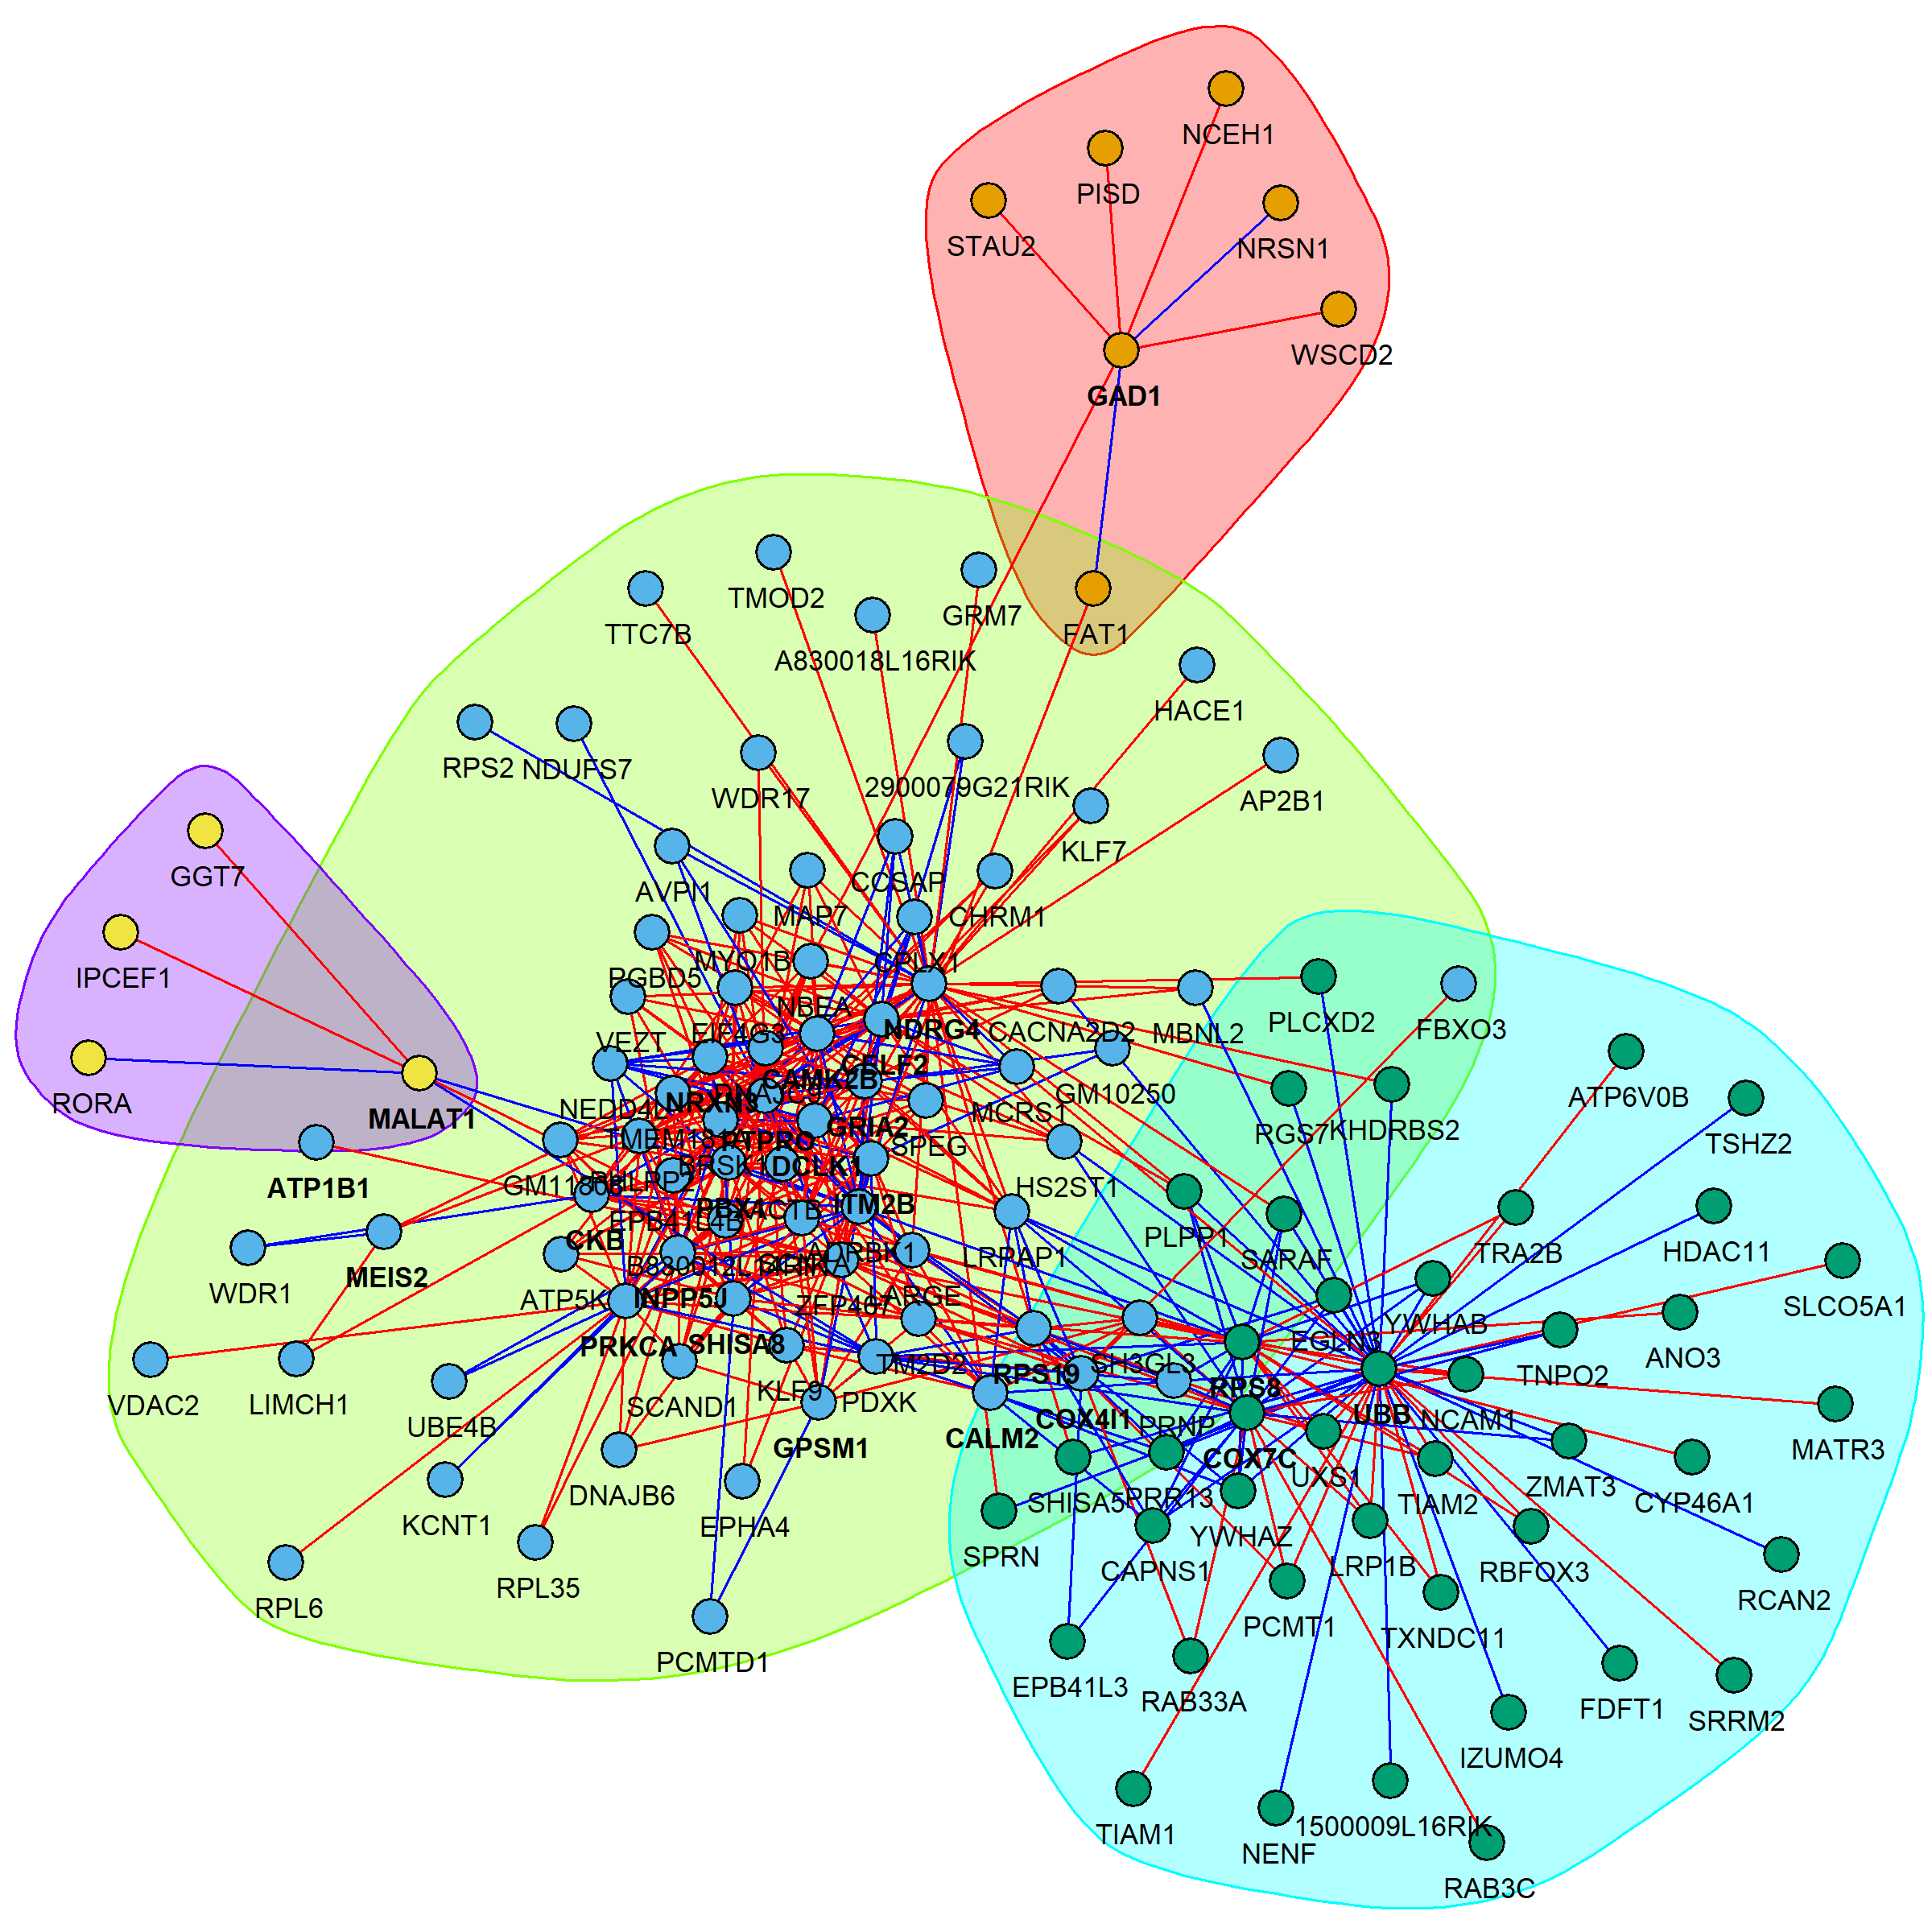 NCEH1
PISD
STAU2
NRSN1
WSCD2
GAD1
TMOD2
GRM7
TTC7B
FAT1
A830018L16RIK
HACE1
RPS2
NDUFS7
2900079G21RIK
WDR17
AP2B1
KLF7
GGT7
AVPI1
CCSAP
MAP7
CHRM1
MYO1B
CPLX1
PGBD5
IPCEF1
NBEA
NDRG4
EIF4G3
CACNA2D2
MBNL2
PLCXD2
FBXO3
VEZT
CELF2
CAMK2B
DNAJC9
GM10250
ATP6V0B
RORA
NRXN3
NEDD4L
MCRS1
MALAT1
GRIA2
RGS7
KHDRBS2
TSHZ2
PTPRO
SPEG
BRSK1
DCLK1
GM11808
PHLRP2
HS2ST1
ATP1B1
PBX1
ITM2B
PLPP1
EPB41L4B
CKB
ADRBK1
LRPAP1
SARAF
TRA2B
HDAC11
MEIS2
WDR1
ATP5K
INPP5J
ZFP467
LARGE
SLCO5A1
EGLN3
YWHAB
PRKCA
SHISA8
TM2D2
RPS19
SH3GL3
TNPO2
ANO3
VDAC2
LIMCH1
SCAND1
KLF9
PDXK
RPS8
UBB
NCAM1
UBE4B
GPSM1
CALM2
COX4I1
PRNP
COX7C
MATR3
UXS1
ZMAT3
DNAJB6
SHISA5
PRR13
TIAM2
CYP46A1
KCNT1
EPHA4
YWHAZ
SPRN
CAPNS1
LRP1B
RBFOX3
RPL35
RCAN2
RPL6
PCMT1
TXNDC11
PCMTD1
EPB41L3
RAB33A
FDFT1
SRRM2
IZUMO4
TIAM1
1500009L16RIK
NENF
RAB3C